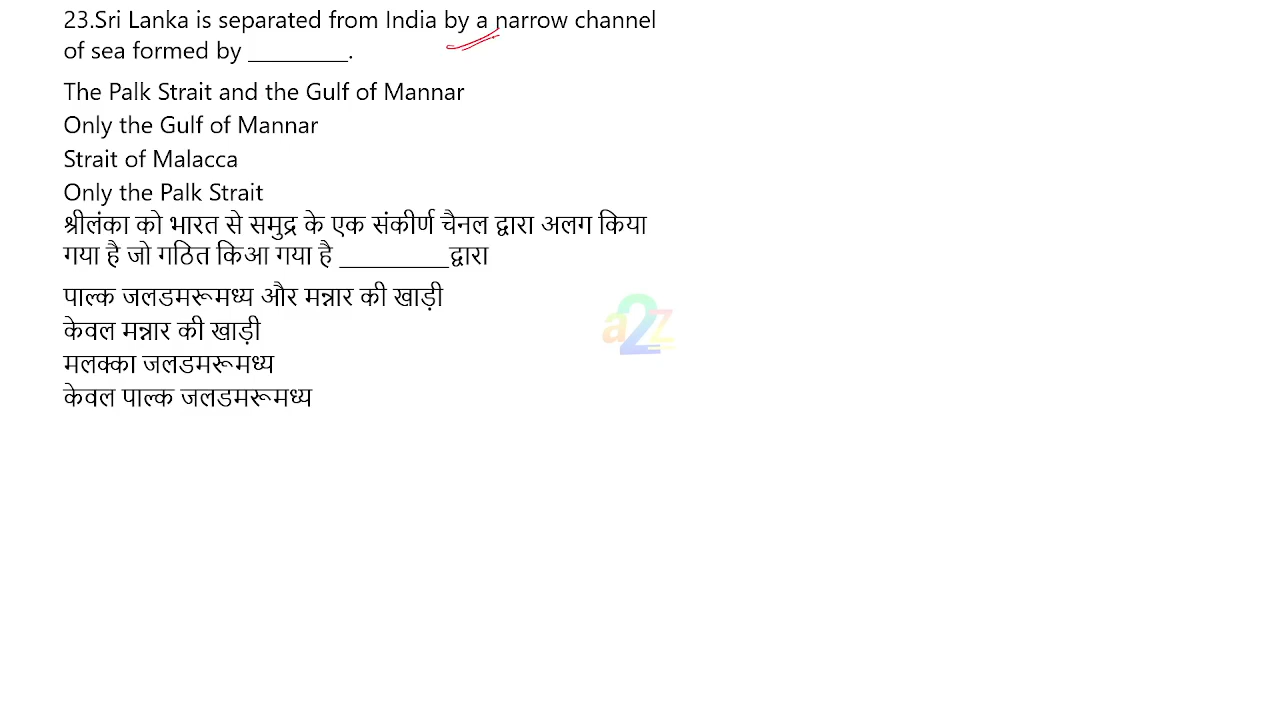 23.Sri Lanka is separated from India by a narrow channel
of sea formed by _________.
The Palk Strait and the Gulf of Mannar
Only the Gulf of Mannar
Strait of Malacca
Only the Palk Strait
श्रीलंका को भारत से समुद्र के एक संकीर्ण चैनल द्वारा अलग किया
गया है जो गठित किआ गया है __________द्वारा
पाल्क जलडमरूमध्य और मन्नार की खाड़ी
केवल मन्नार की खाड़ी
मलक्का जलडमरूमध्य
केवल पाल्क जलडमरूमध्य
a2z